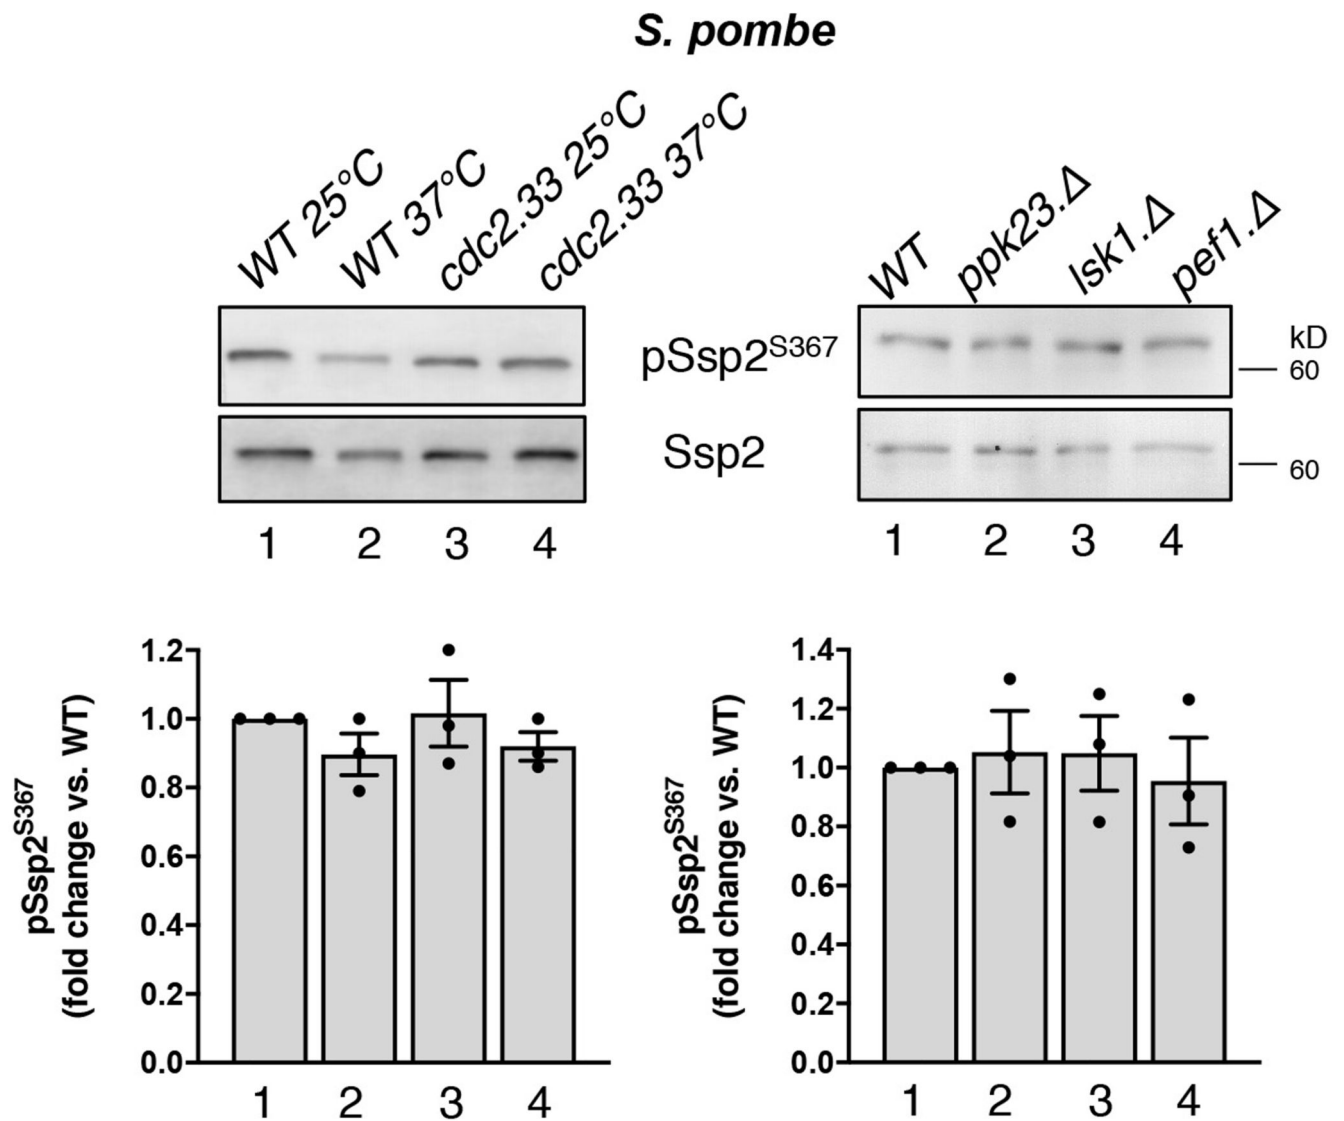 S. pombe
WT 25°C
WT 37°C
cdc2.33 25°C
cdc2.33 37°C
WT
ppk23.Δ
lsk1.Δ
pef1.Δ
pSsp2S367
kD
60
Ssp2
60
1 2 3 4
1 2 3 4
pSsp2S367
(fold change vs. WT)
1.2
1.0
0.8
0.6
0.4
0.2
0.0
1 2 3 4
pSsp2S367
(fold change vs. WT)
1.4
1.2
1.0
0.8
0.6
0.4
0.2
0.0
1 2 3 4